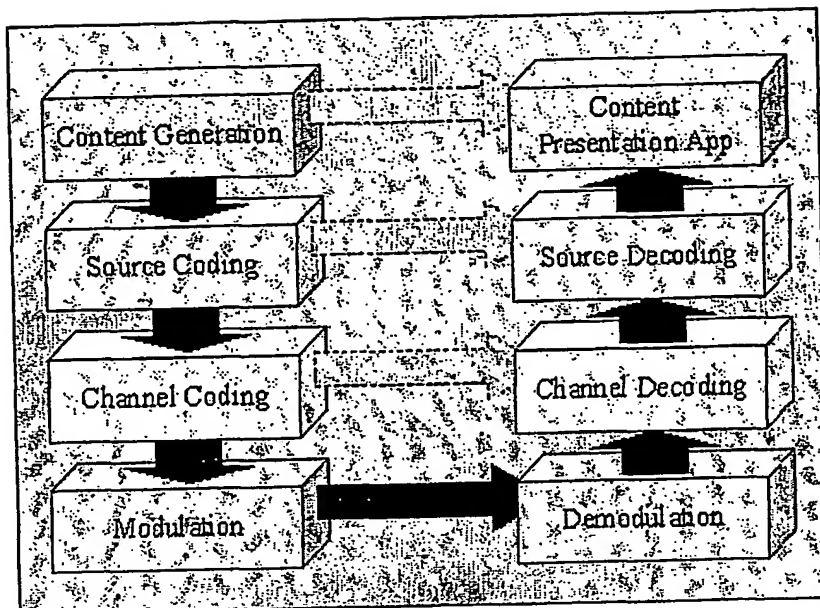 Content Generation
Content
Presentation App
Source Coding
Source Decoding
Channel Coding
Channel Decoding
Modulation
Demodulation